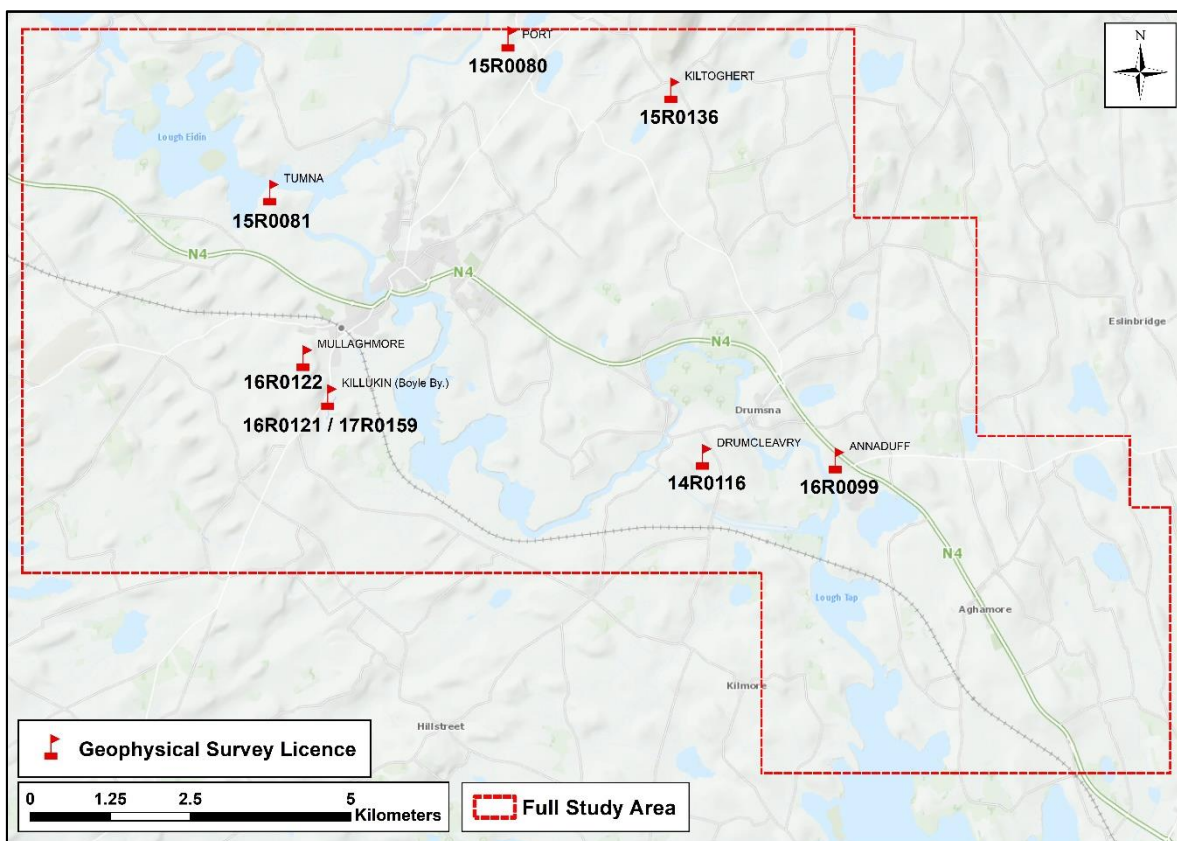 PORT
15R0080
N
KILTOGHERT
15R0136
Lough Eidin
TUMNA
15R0081
N4
N4
Eslinbridge
N4
MULLAGHMORE
16R0122
KILLUKIN (Boyle By.)
16R0121 / 17R0159
Drumsna
DRUMCLEAVRY
14R0116
ANNADUFF
16R0099
N4
Lough Tap
Aghamore
Kilmore
Hillstreet
Geophysical Survey Licence
0 1.25 2.5 5
Kilometers
Full Study Area